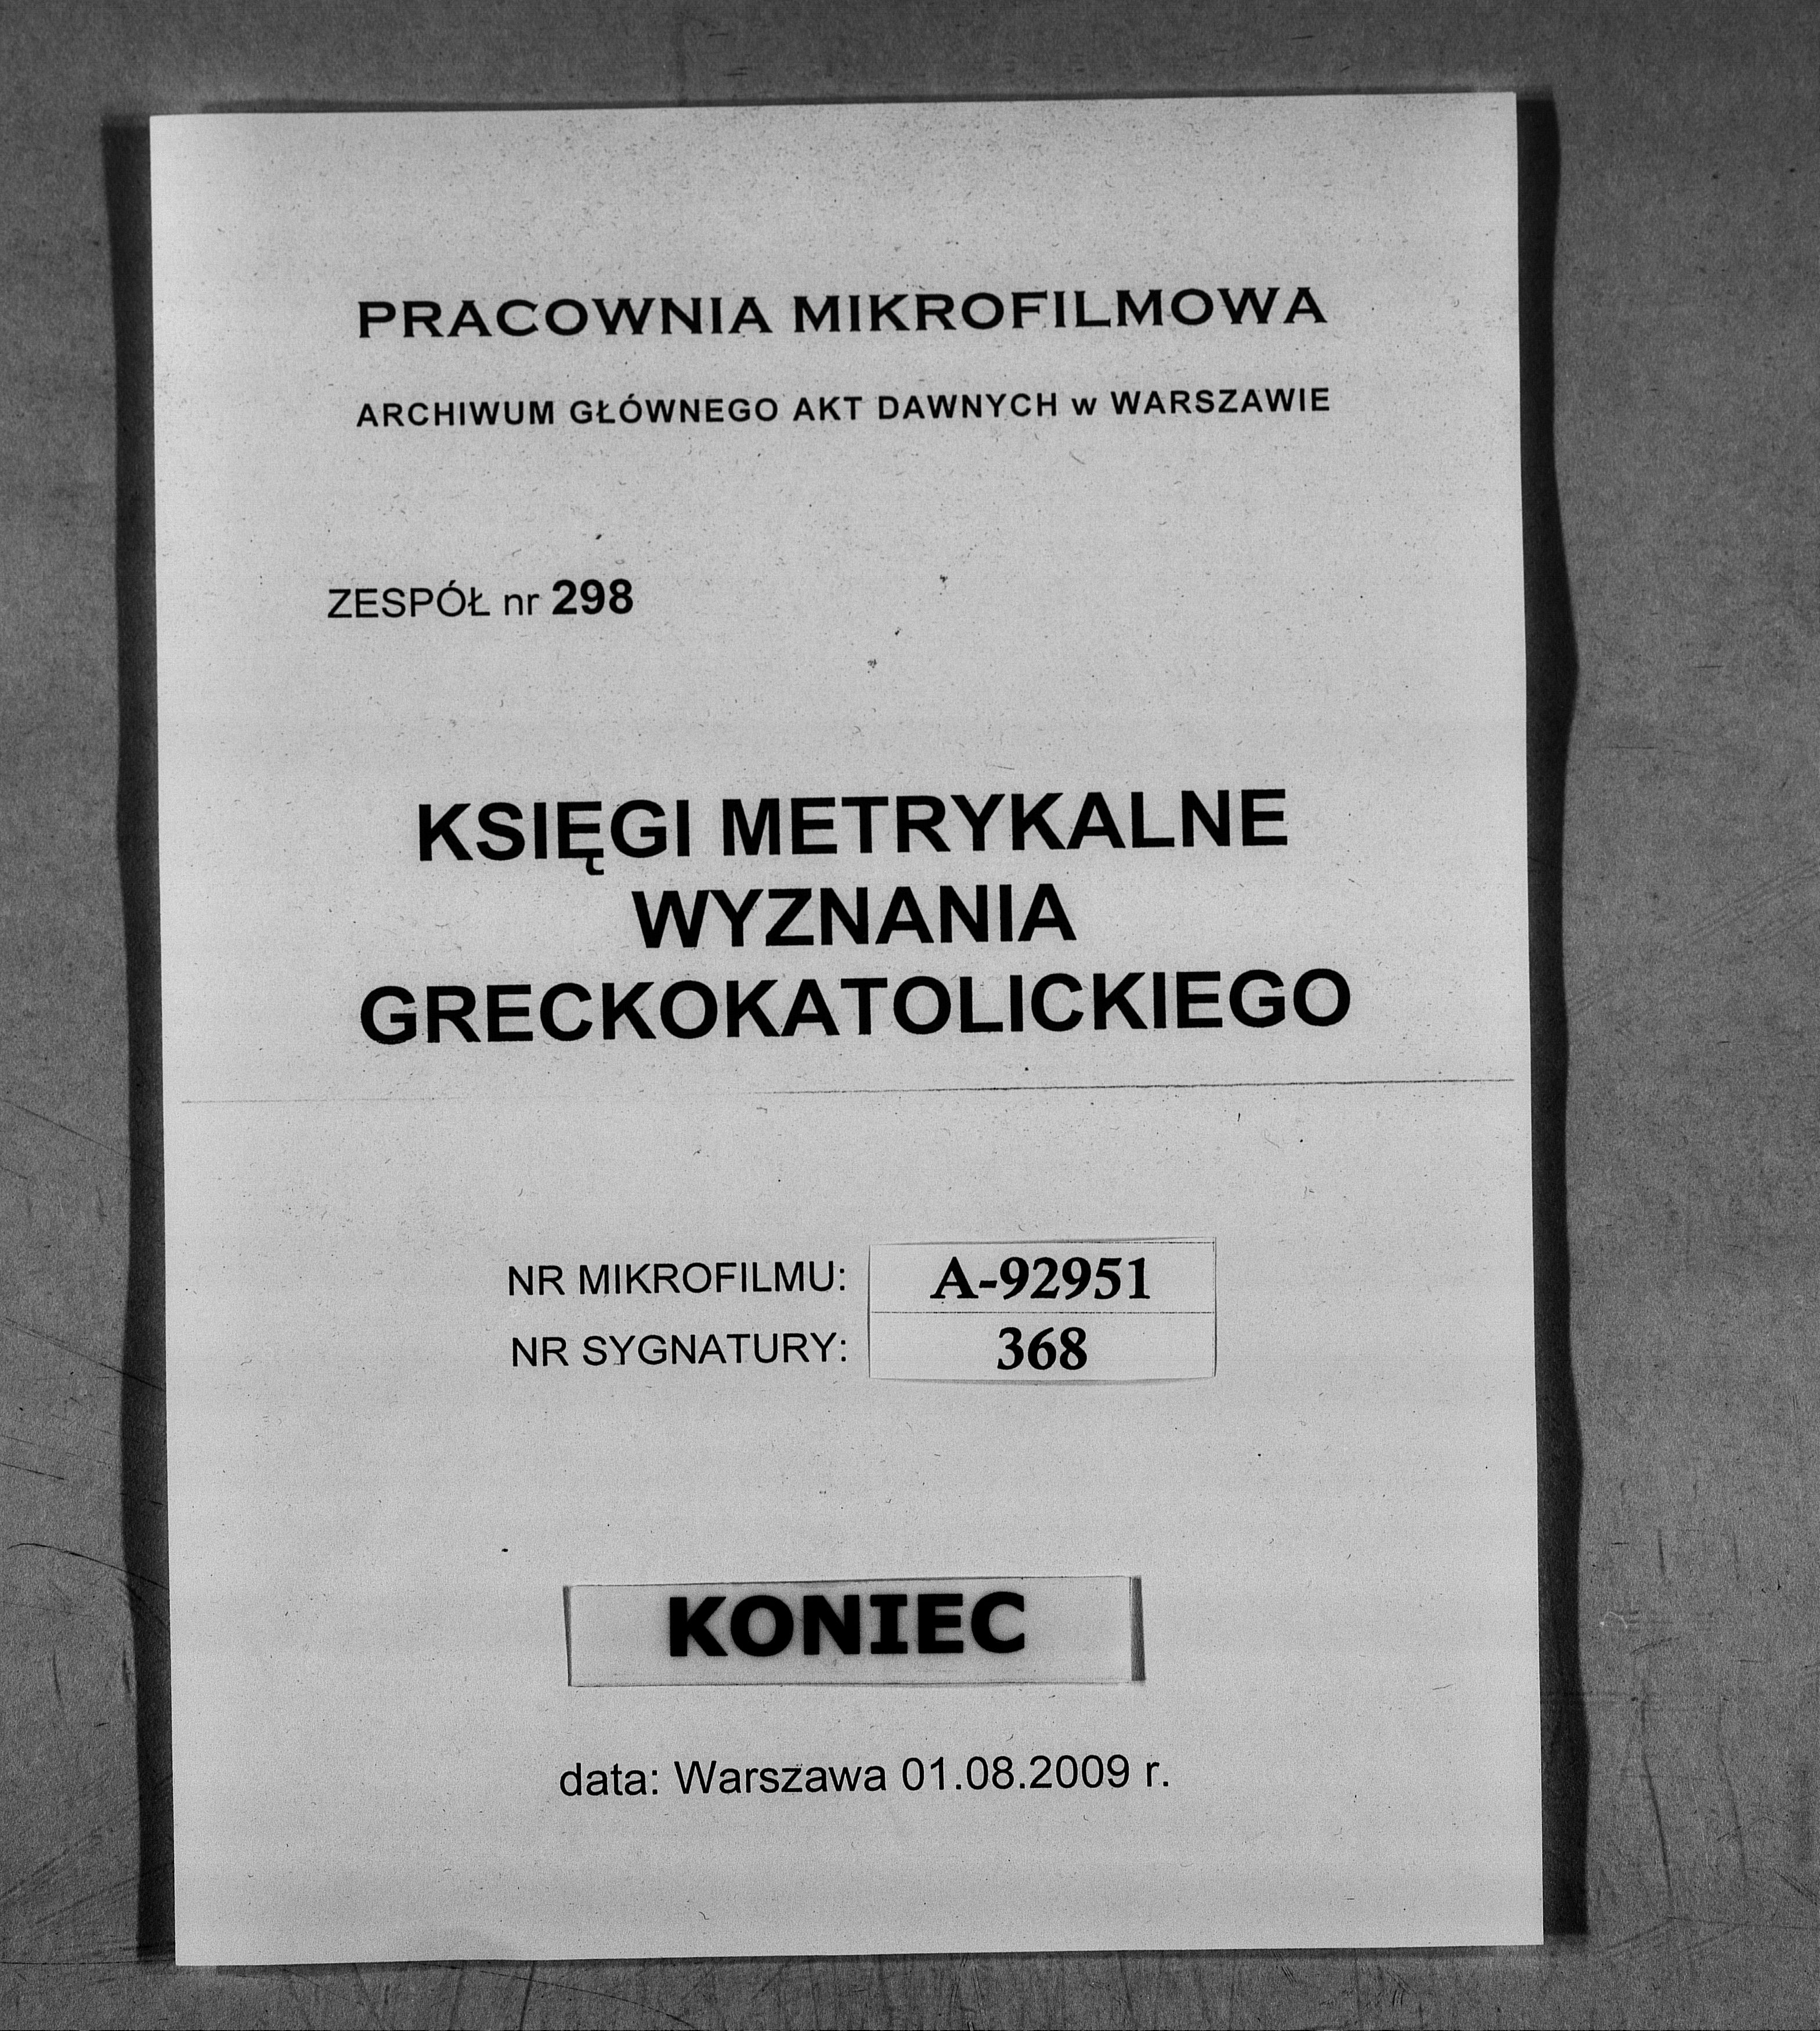 PRACOWNIA MIKROFILMOWA
ARCHIWUM GŁÓWNEGO AKT DAWNYCH w WARSZAWIE
ZESPÓŁ nr 298
KSIĘGI METRYKALNE
WYZNANIA
GRECKOKATOLICKIEGO
NR MIKROFILMU: A-92951
NR SYGNATURY: 368
KONIEC
data: Warszawa 01.08.2009 r.